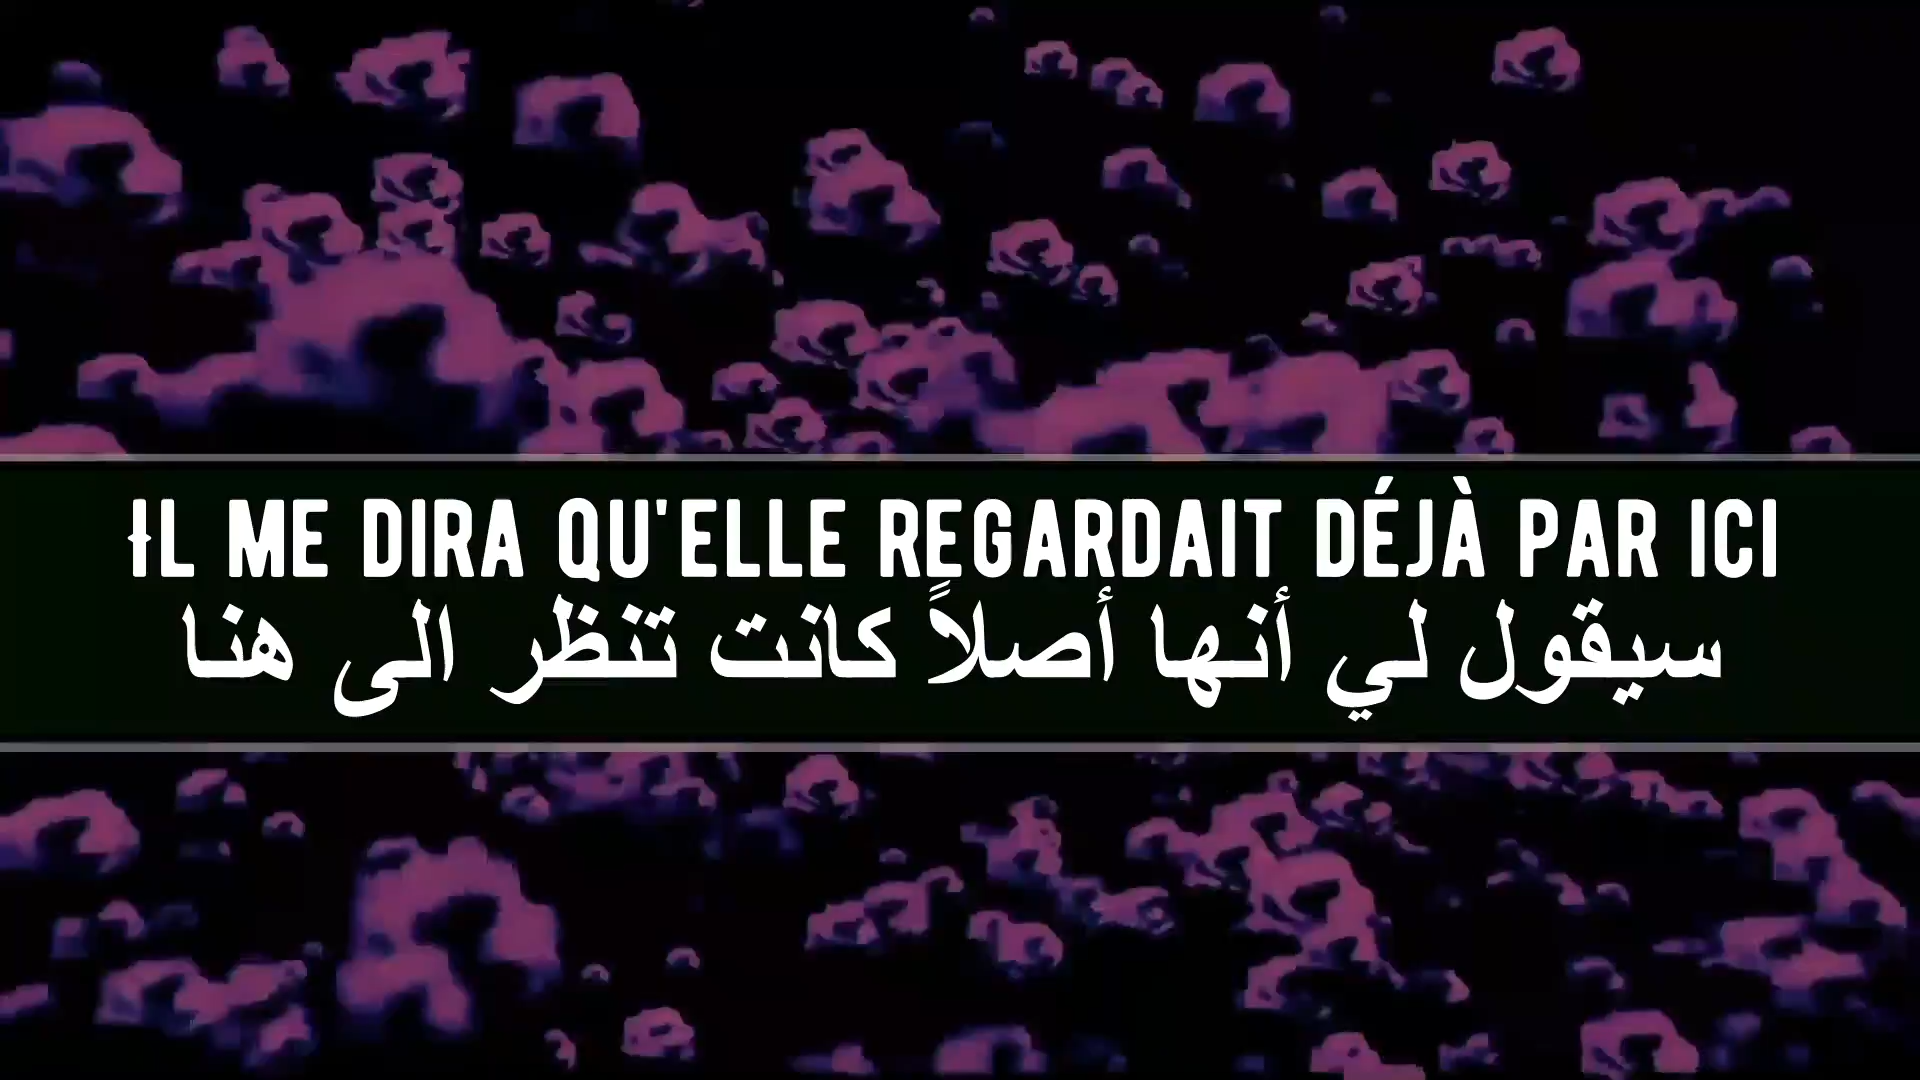 Il me dira qu'elle regardait déjà par ici
سيقول لي أنها أصلاً كانت تنظر الى هنا